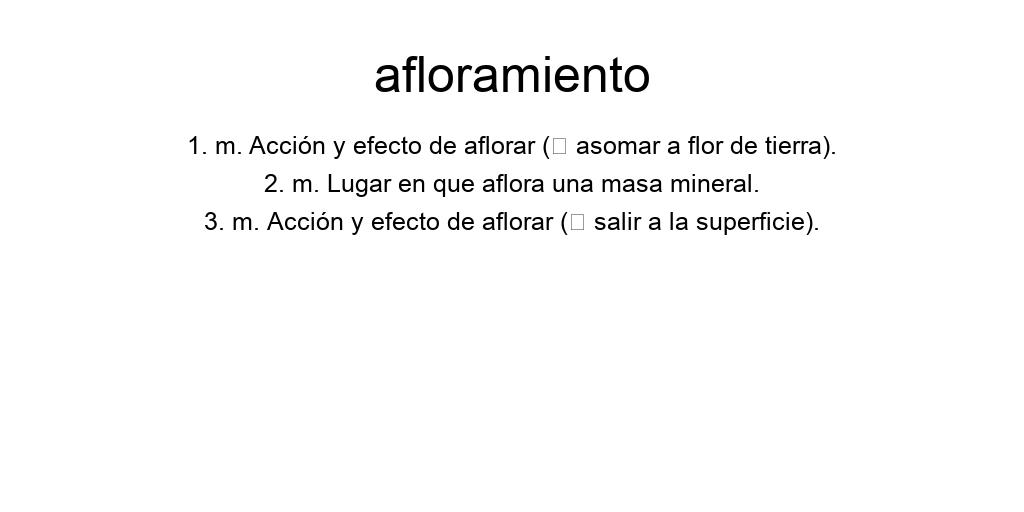 afloramiento
1. m. Acción y efecto de aflorar (□ asomar a flor de tierra).
2. m. Lugar en que aflora una masa mineral.
3. m. Acción y efecto de aflorar (□ salir a la superficie).